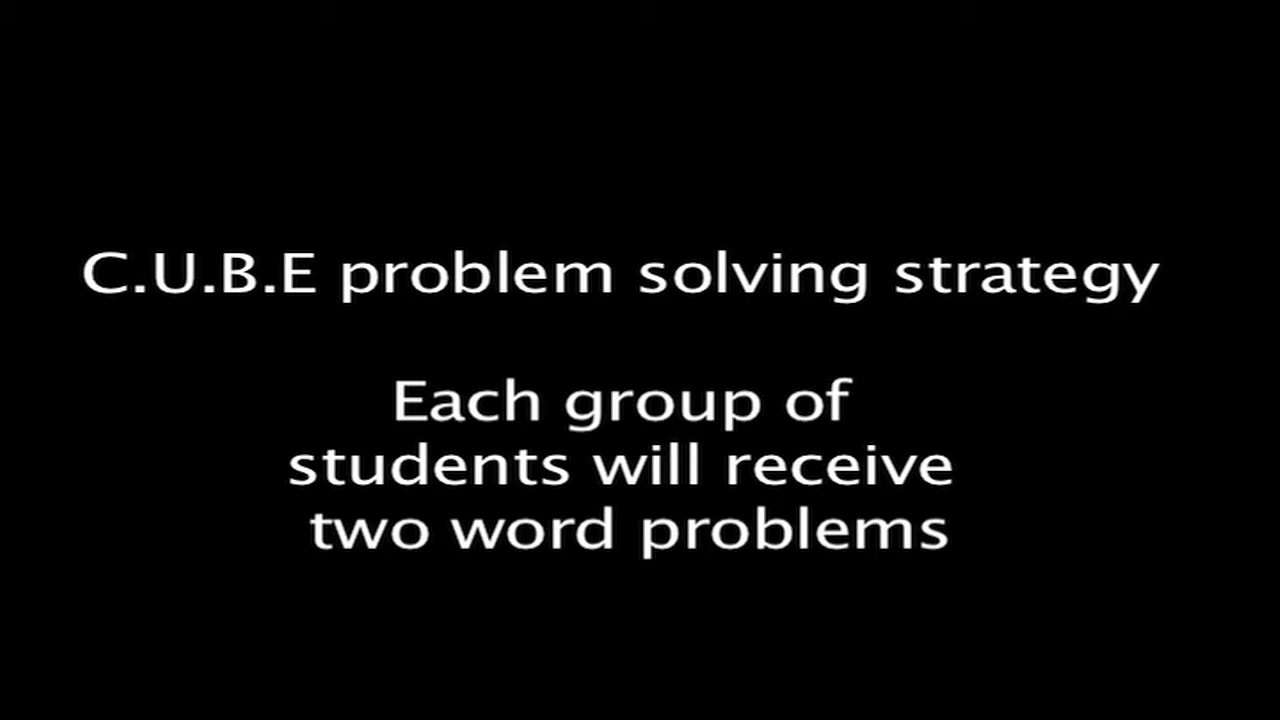 C.U.B.E problem solving strategy
Each group of
students will receive
two word problems